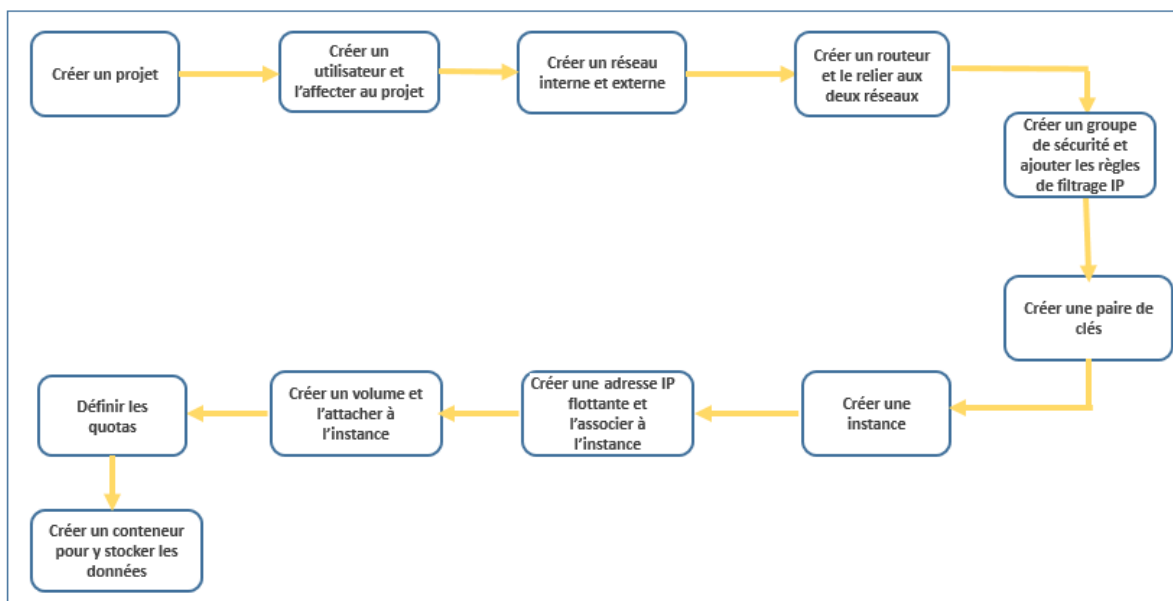 Créer un projet
Créer un
utilisateur et
l'affecter au projet
Créer un réseau
interne et externe
Créer un routeur
et le relier aux
deux réseaux
Créer un groupe
de sécurité et
ajouter les règles
de filtrage IP
Créer une paire de
clés
Créer une
instance
Créer une adresse IP
flottante et
l'associer à
l'instance
Créer un volume et
l'attacher à
l'instance
Définir les
quotas
Créer un conteneur
pour y stocker les
données